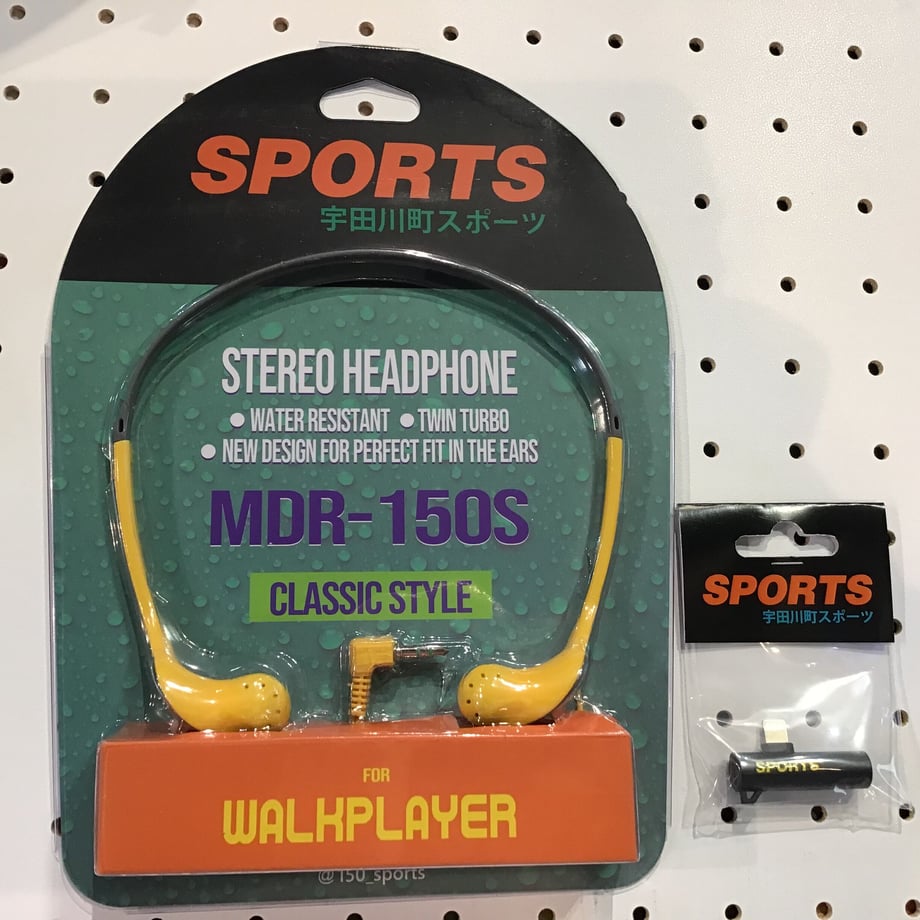 SPORTS
宇田川町スポーツ
STEREO HEADPHONE
● WATER RESISTANT ● TWIN TURBO
● NEW DESIGN FOR PERFECT FIT IN THE EARS
MDR-150S
CLASSIC STYLE
FOR
WALKPLAYER
@150_sports
SPORTS
宇田川町スポーツ
SPORTS